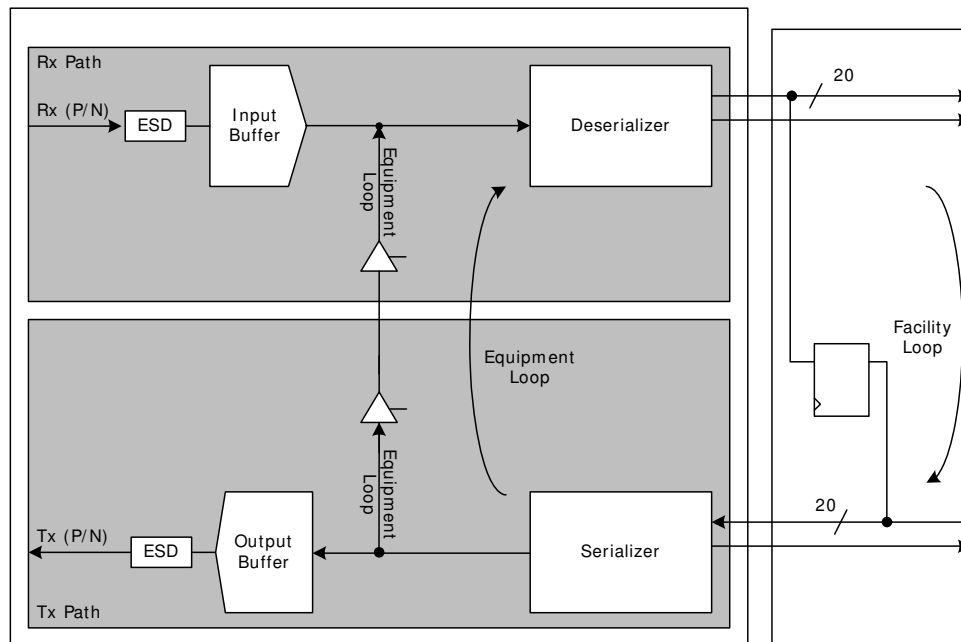 Rx Path
Rx (P/N)
ESD
Input
Buffer
Deserializer
20
Equipment
Loop
Equipment
Loop
Facility
Loop
Equipment
Loop
Tx (P/N)
ESD
Output
Buffer
Serializer
20
Tx Path